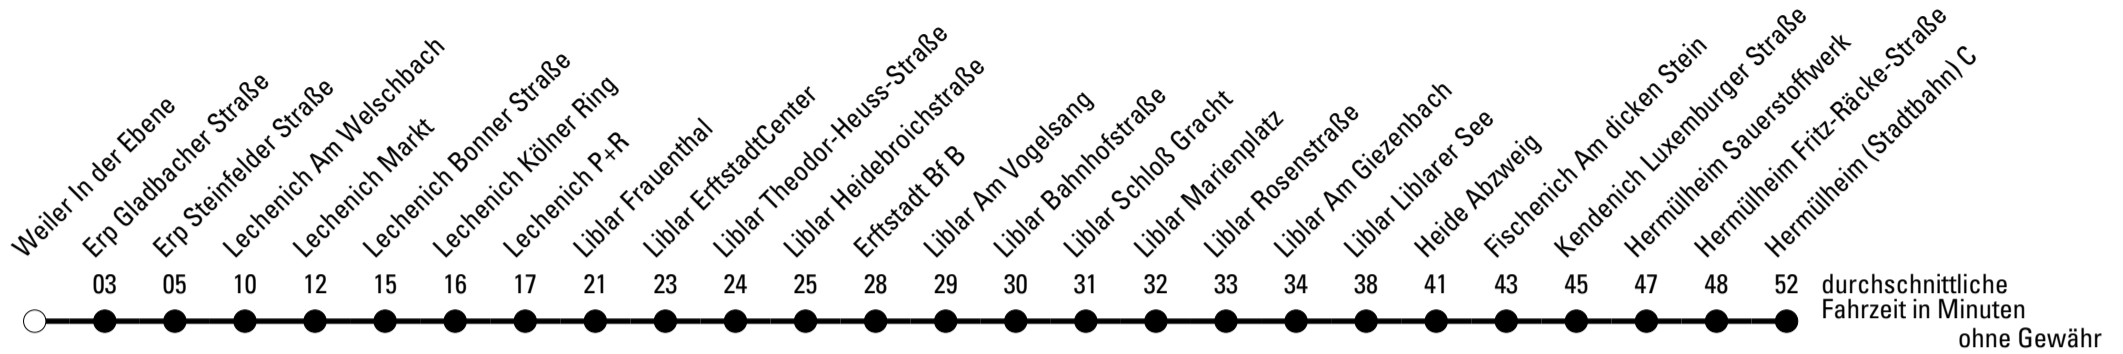 Weiler In der Ebene
Erp Gladbacher Straße
Erp Steinfelder Straße
Lechenich Am Welschbach
Lechenich Markt
Lechenich Bonner Straße
Lechenich Kölner Ring
Lechenich P+R
Liblar Frauenthal
Liblar ErftstadtCenter
Liblar Theodor-Heuss-Straße
Liblar Heidebroichstraße
Erftstadt Bf B
Liblar Am Vogelsang
Liblar Bahnhofstraße
Liblar Schloß Gracht
Liblar Marienplatz
Liblar Rosenstraße
Liblar Am Giezenbach
Liblar Liblarer See
Heide Abzweig
Fischenich Am dicken Stein
Kendenich Luxemburger Straße
Hermülheim Sauerstoffwerk
Hermülheim Fritz-Räcke-Straße
Hermülheim (Stadtbahn) C
03 05 10 12 15 16 17 21 23 24 25 28 29 30 31 32 33 34 38 41 43 45 47 48 52 durchschnittliche
Fahrzeit in Minuten
ohne Gewähr